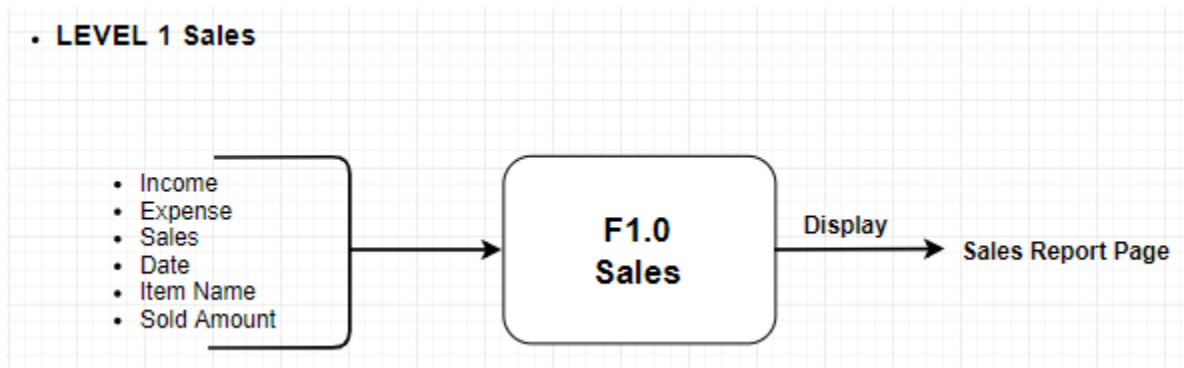 • LEVEL 1 Sales
• Income
• Expense
• Sales
• Date
• Item Name
• Sold Amount
F1.0
Sales
Display
Sales Report Page